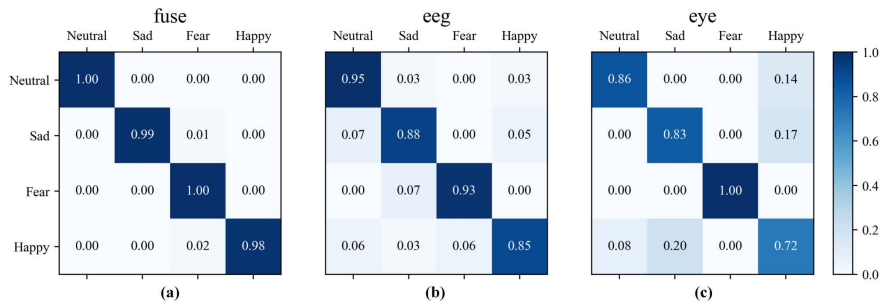 fuse eeg eye
Neutral Sad Fear Happy Neutral Sad Fear Happy Neutral Sad Fear Happy
1.0
Neutral 1.00 0.00 0.00 0.00 0.95 0.03 0.00 0.03 0.86 0.00 0.00 0.14
0.8
Sad 0.00 0.99 0.01 0.00 0.07 0.88 0.00 0.05 0.00 0.83 0.00 0.17
0.6
0.4
Fear 0.00 0.00 1.00 0.00 0.00 0.07 0.93 0.00 0.00 0.00 1.00 0.00
0.2
Happy 0.00 0.00 0.02 0.98 0.06 0.03 0.06 0.85 0.08 0.20 0.00 0.72
0.0
(a) (b) (c)